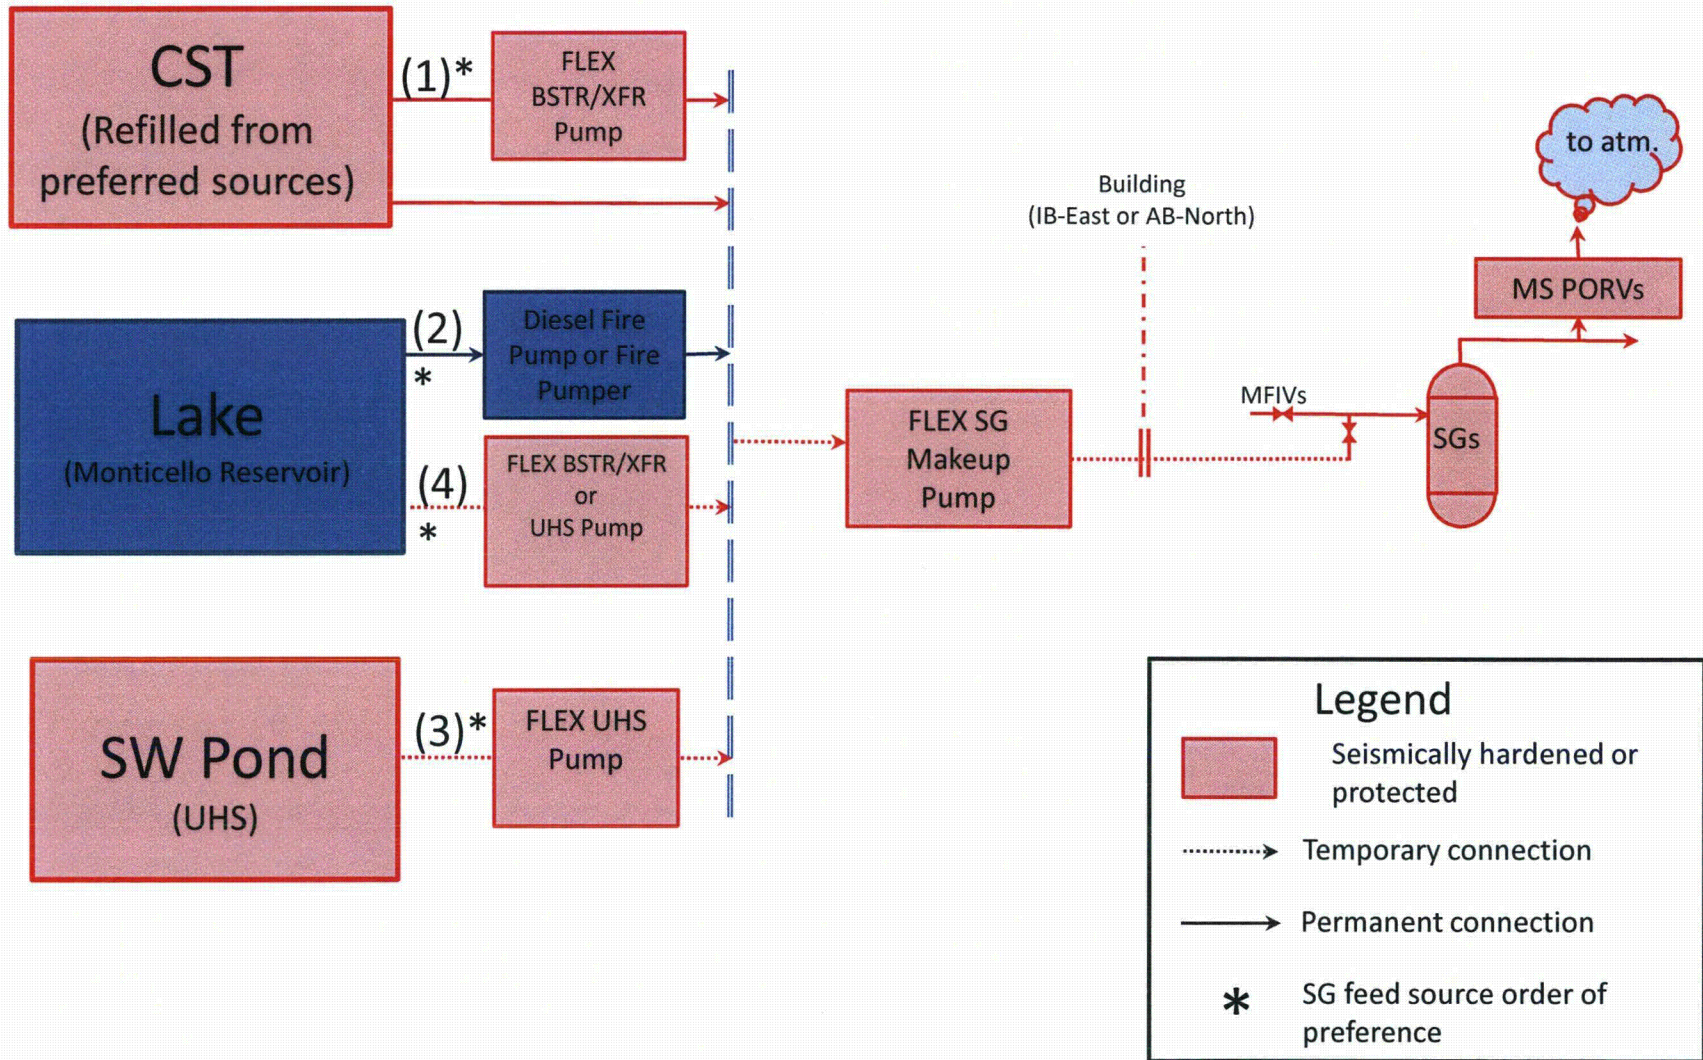 CST
(Refilled from
preferred sources)
(1)*
FLEX
BSTR/XFR
Pump
Lake
(Monticello Reservoir)
(2)
*
Diesel Fire
Pump or Fire
Pumper
(4)
*
FLEX BSTR/XFR
or
UHS Pump
SW Pond
(UHS)
(3)*
FLEX UHS
Pump
FLEX SG
Makeup
Pump
Building
(IB-East or AB-North)
MFIVs
SGs
MS PORVs
to atm.
Legend
Seismically hardened or
protected
Temporary connection
Permanent connection
*
SG feed source order of
preference